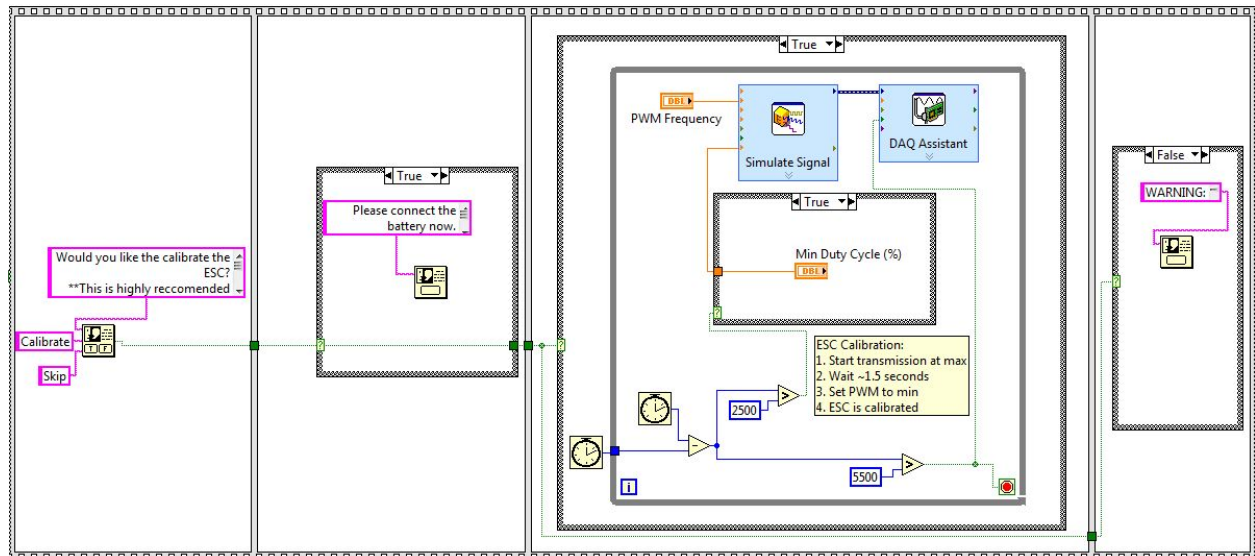 Would you like the calibrate the
ESC?
**This is highly reccomended
Calibrate
Skip
T F
True
Please connect the
battery now.
True
DBL
PWM Frequency
Simulate Signal
DAQ Assistant
True
Min Duty Cycle (%)
DBL
ESC Calibration:
1. Start transmission at max
2. Wait ~1.5 seconds
3. Set PWM to min
4. ESC is calibrated
2500
5500
i
False
WARNING: ""